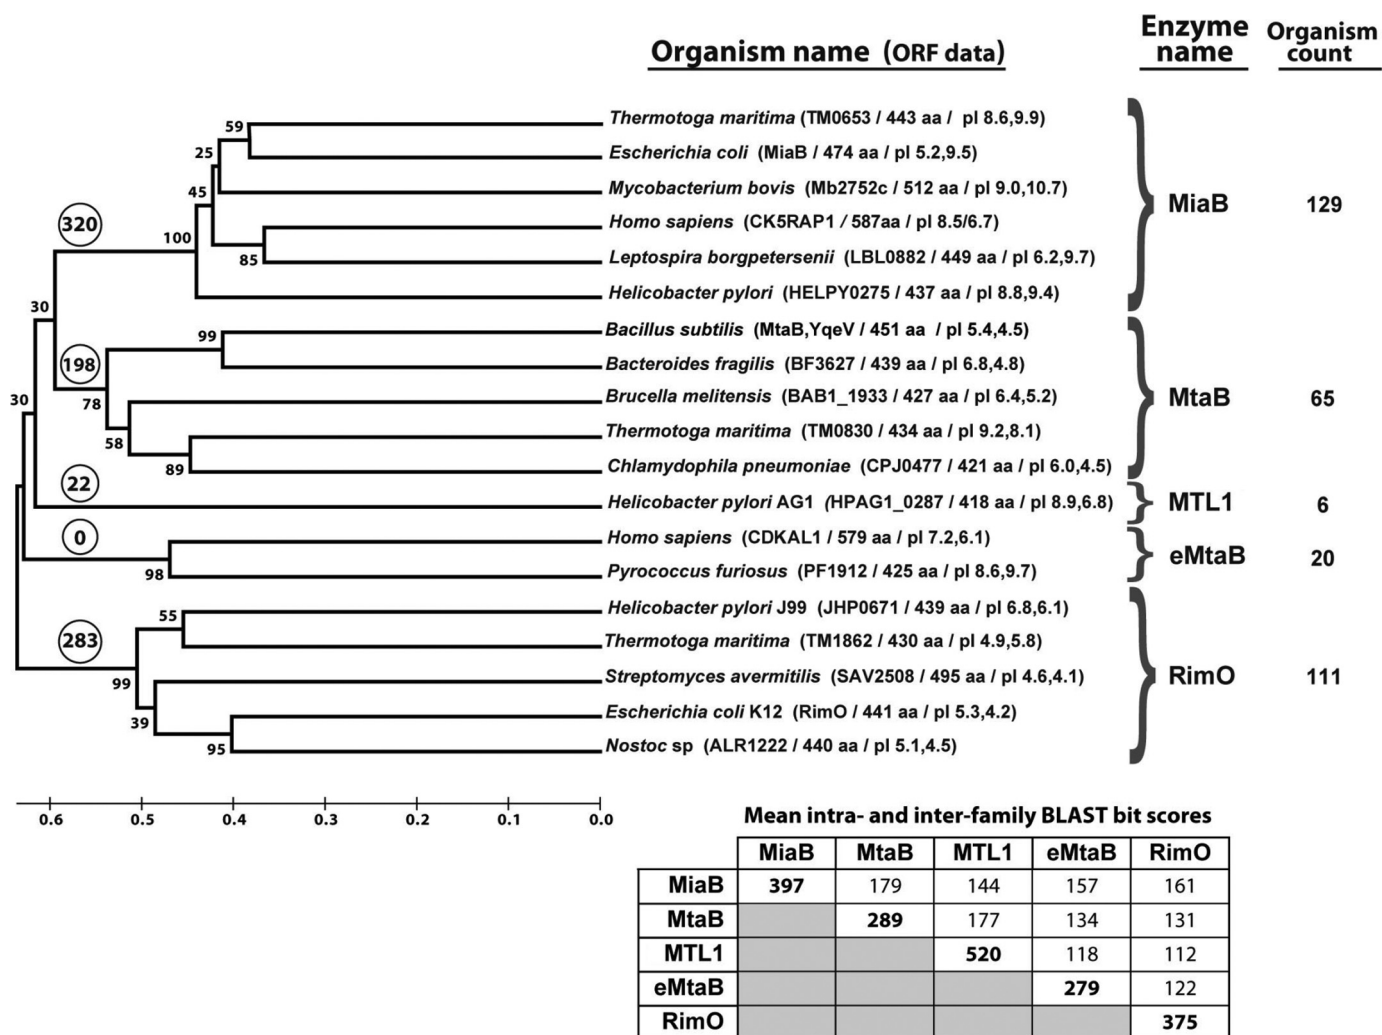 Organism name (ORF data)
Enzyme name
Organism count
Thermotoga maritima (TM0653 / 443 aa / pI 8.6,9.9)
Escherichia coli (MiaB / 474 aa / pI 5.2,9.5)
Mycobacterium bovis (Mb2752c / 512 aa / pI 9.0,10.7)
Homo sapiens (CK5RAP1 / 587aa / pI 8.5/6.7)
Leptospira borgpetersenii (LBL0882 / 449 aa / pI 6.2,9.7)
Helicobacter pylori (HELPY0275 / 437 aa / pI 8.8,9.4)
MiaB 129
Bacillus subtilis (MtaB,YqeV / 451 aa / pI 5.4,4.5)
Bacteroides fragilis (BF3627 / 439 aa / pI 6.8,4.8)
Brucella melitensis (BAB1_1933 / 427 aa / pI 6.4,5.2)
Thermotoga maritima (TM0830 / 434 aa / pI 9.2,8.1)
Chlamydophila pneumoniae (CPJ0477 / 421 aa / pI 6.0,4.5)
MtaB 65
Helicobacter pylori AG1 (HPAG1_0287 / 418 aa / pI 8.9,6.8)
MTL1 6
Homo sapiens (CDKAL1 / 579 aa / pI 7.2,6.1)
Pyrococcus furiosus (PF1912 / 425 aa / pI 8.6,9.7)
eMtaB 20
Helicobacter pylori J99 (JHP0671 / 439 aa / pI 6.8,6.1)
Thermotoga maritima (TM1862 / 430 aa / pI 4.9,5.8)
Streptomyces avermitilis (SAV2508 / 495 aa / pI 4.6,4.1)
Escherichia coli K12 (RimO / 441 aa / pI 5.3,4.2)
Nostoc sp (ALR1222 / 440 aa / pI 5.1,4.5)
RimO 111
59
25
45
320
100
85
30
99
198
78
30
58
89
22
0
98
55
283
99
39
95
0.6 0.5 0.4 0.3 0.2 0.1 0.0
Mean intra- and inter-family BLAST bit scores
MiaB MtaB MTL1 eMtaB RimO
MiaB 397 179 144 157 161
MtaB 289 177 134 131
MTL1 520 118 112
eMtaB 279 122
RimO 375